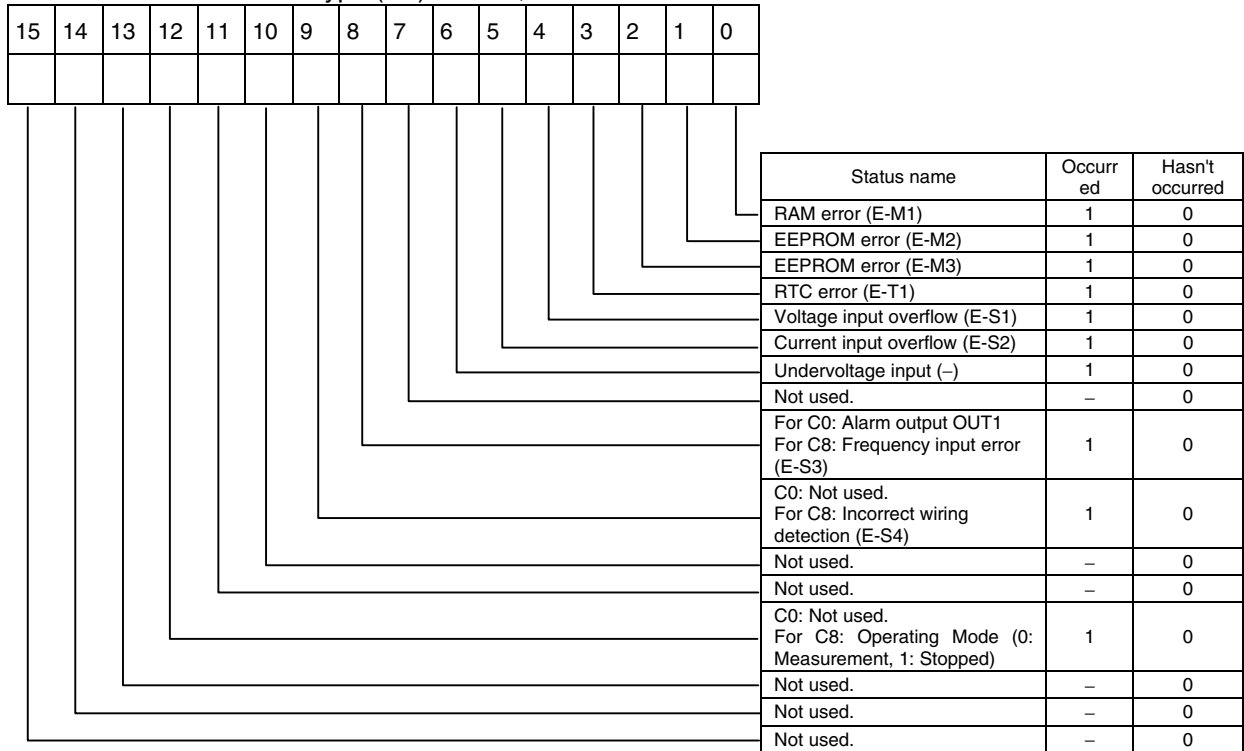 15 14 13 12 11 10 9 8 7 6 5 4 3 2 1 0
Status name Occurr Hasn't
ed occurred
RAM error (E-M1) 1 0
EEPROM error (E-M2) 1 0
EEPROM error (E-M3) 1 0
RTC error (E-T1) 1 0
Voltage input overflow (E-S1) 1 0
Current input overflow (E-S2) 1 0
Undervoltage input (–) 1 0
Not used. – 0
For C0: Alarm output OUT1
For C8: Frequency input error 1 0
(E-S3)
C0: Not used.
For C8: Incorrect wiring 1 0
detection (E-S4)
Not used. – 0
Not used. – 0
C0: Not used.
For C8: Operating Mode (0: 1 0
Measurement, 1: Stopped)
Not used. – 0
Not used. – 0
Not used. – 0